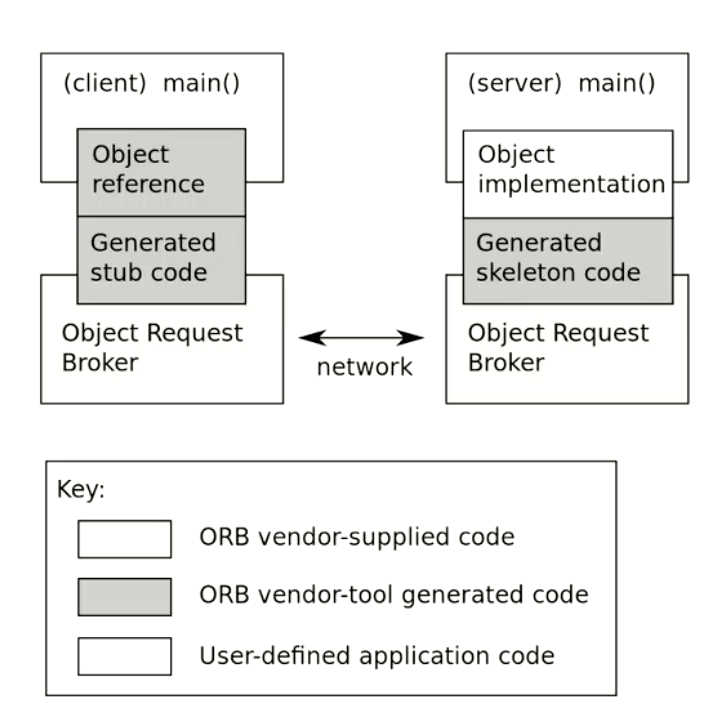 (client) main()
Object
reference
Generated
stub code
Object Request
Broker
network
(server) main()
Object
implementation
Generated
skeleton code
Object Request
Broker
Key:
ORB vendor-supplied code
ORB vendor-tool generated code
User-defined application code